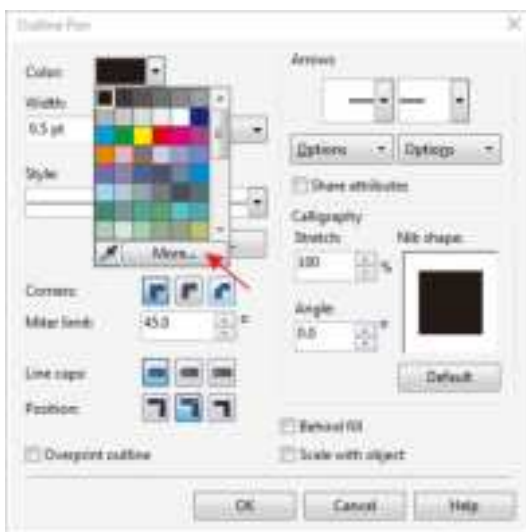 Outline Pen
Color:
Width:
0.5 pt
Style:
More...
Corners:
Miter limit:
45.0
°
Line caps:
Position:
Overprint outline
Arrows
Options
Options
Share attributes
Calligraphy
Stretch:
Nib shape:
100
%
Angle:
0.0
°
Default
Behind fill
Scale with object
OK
Cancel
Help